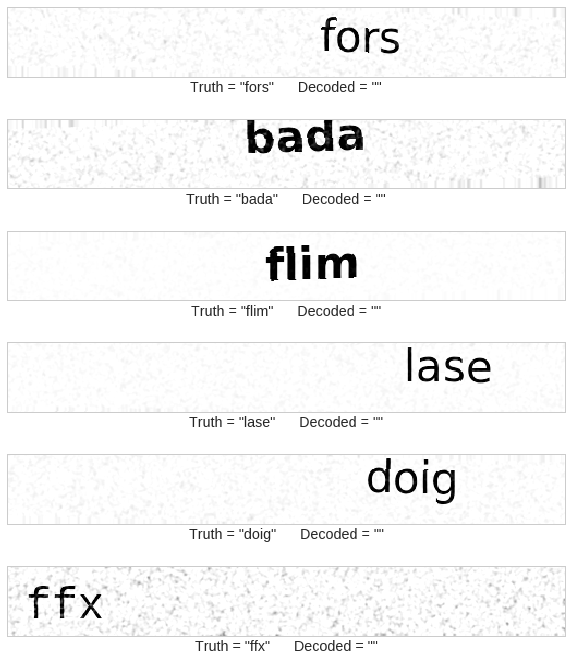 fors
Truth = "fors" Decoded = ""
bada
Truth = "bada" Decoded = ""
flim
Truth = "flim" Decoded = ""
lase
Truth = "lase" Decoded = ""
doig
Truth = "doig" Decoded = ""
ffx
Truth = "ffx" Decoded = ""